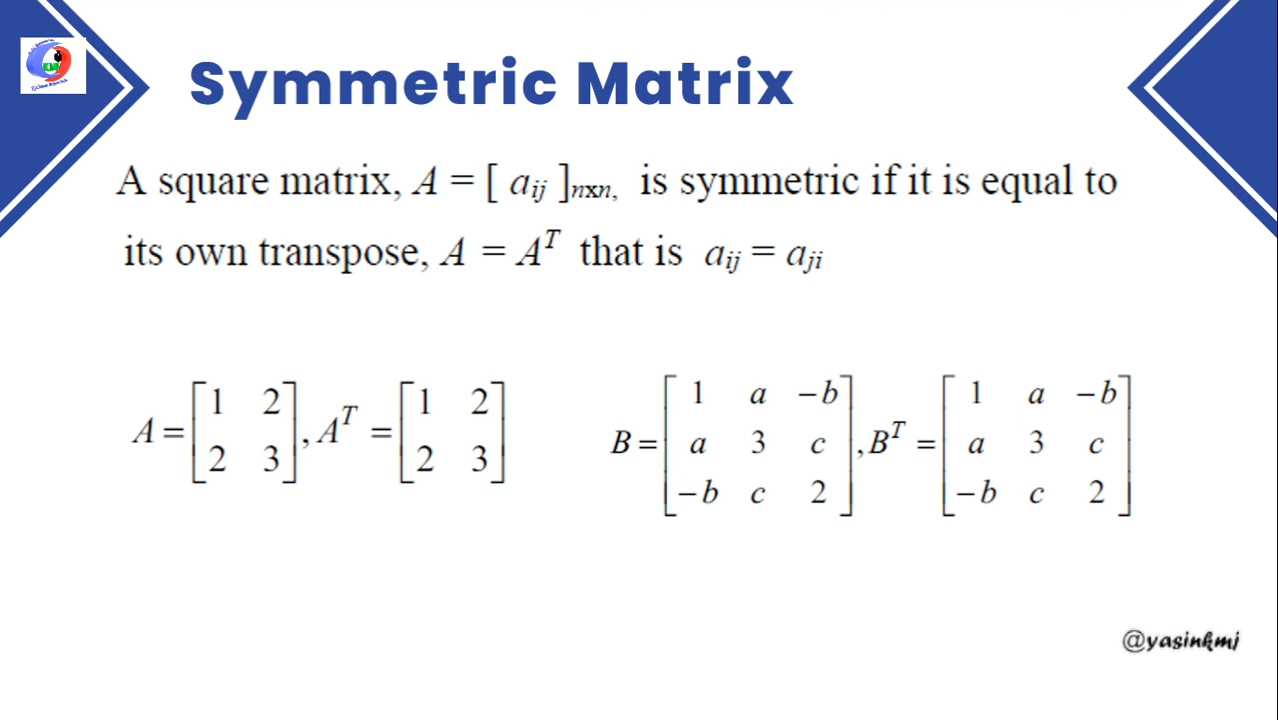 Symmetric Matrix
A square matrix, A = [ aij ]nxn, is symmetric if it is equal to
its own transpose, A = A^T that is aij = aji
A = [1 2; 2 3], A^T = [1 2; 2 3]
B = [1 a −b; a 3 c; −b c 2], B^T = [1 a −b; a 3 c; −b c 2]
@yasinkmj